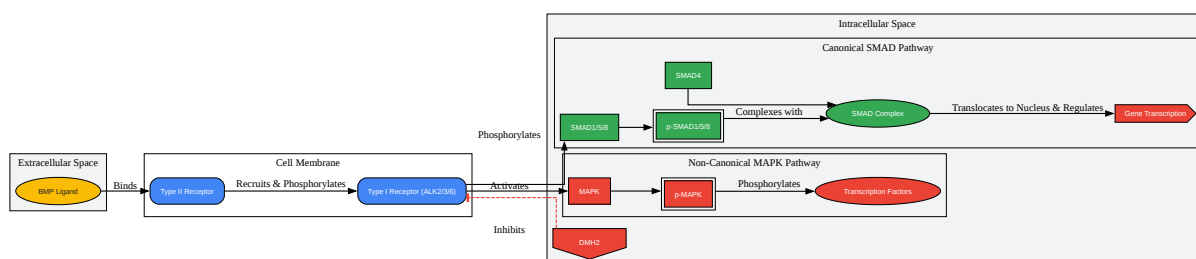 Intracellular Space
Canonical SMAD Pathway
SMAD4
Complexes with
Translocates to Nucleus & Regulates
SMAD Complex
Gene Transcription
Phosphorylates
SMAD1/5/8
p-SMAD1/5/8
Extracellular Space
Cell Membrane
Non-Canonical MAPK Pathway
BMP Ligand
Binds
Type II Receptor
Recruits & Phosphorylates
Type I Receptor (ALK2/3/6)
Activates
MAPK
p-MAPK
Phosphorylates
Transcription Factors
Inhibits
DMH2